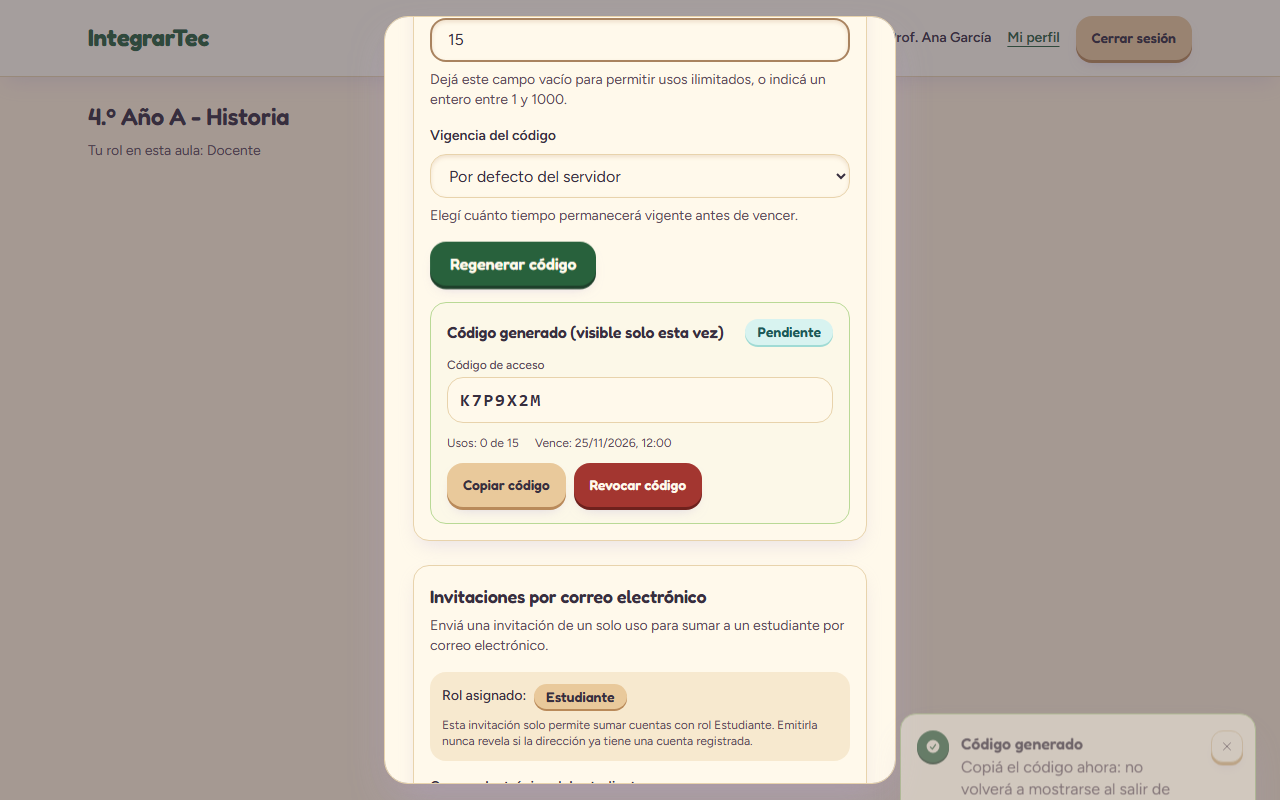 IntegrarTec
Prof. Ana García
Mi perfil
Cerrar sesión
4.º Año A - Historia
Tu rol en esta aula: Docente
15
Dejá este campo vacío para permitir usos ilimitados, o indicá un
entero entre 1 y 1000.
Vigencia del código
Por defecto del servidor
Elegí cuánto tiempo permanecerá vigente antes de vencer.
Regenerar código
Código generado (visible solo esta vez)
Pendiente
Código de acceso
K7P9X2M
Usos: 0 de 15
Vence: 25/11/2026, 12:00
Copiar código
Revocar código
Invitaciones por correo electrónico
Enviá una invitación de un solo uso para sumar a un estudiante por
correo electrónico.
Rol asignado:
Estudiante
Esta invitación solo permite sumar cuentas con rol Estudiante. Emitirla
nunca revela si la dirección ya tiene una cuenta registrada.
Código generado
Copiá el código ahora: no
volverá a mostrarse al salir de